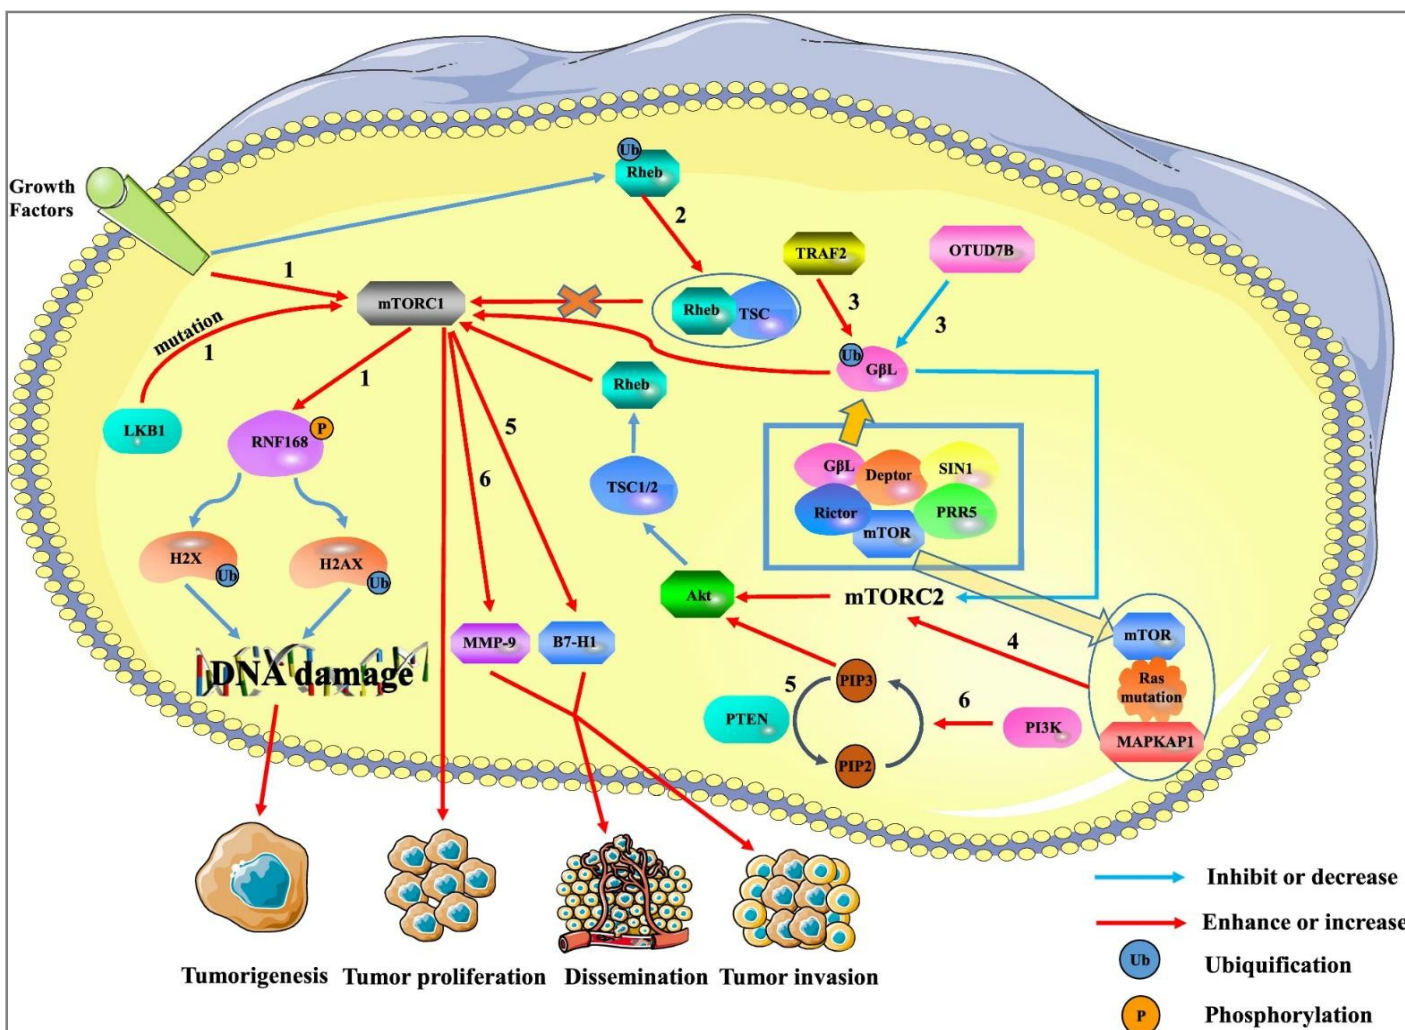 Ub
Rheb
Growth
Factors
2
TRAF2
OTUD7B
1
mTORC1
Rheb
TSC
3
3
mutation
1
Ub
GβL
1
Rheb
LKB1
RNF168
P
5
6
GβL
Deptor
SIN1
TSC1/2
Rictor
PRR5
mTOR
H2X
Ub
H2AX
Ub
Akt
mTORC2
mTOR
4
MMP-9
B7-H1
DNA damage
PIP3
5
Ras
mutation
PTEN
6
PI3K
MAPKAP1
PIP2
Inhibit or decrease
Enhance or increase
Tumorigenesis
Tumor proliferation
Dissemination
Tumor invasion
Ub
Ubiquification
P
Phosphorylation